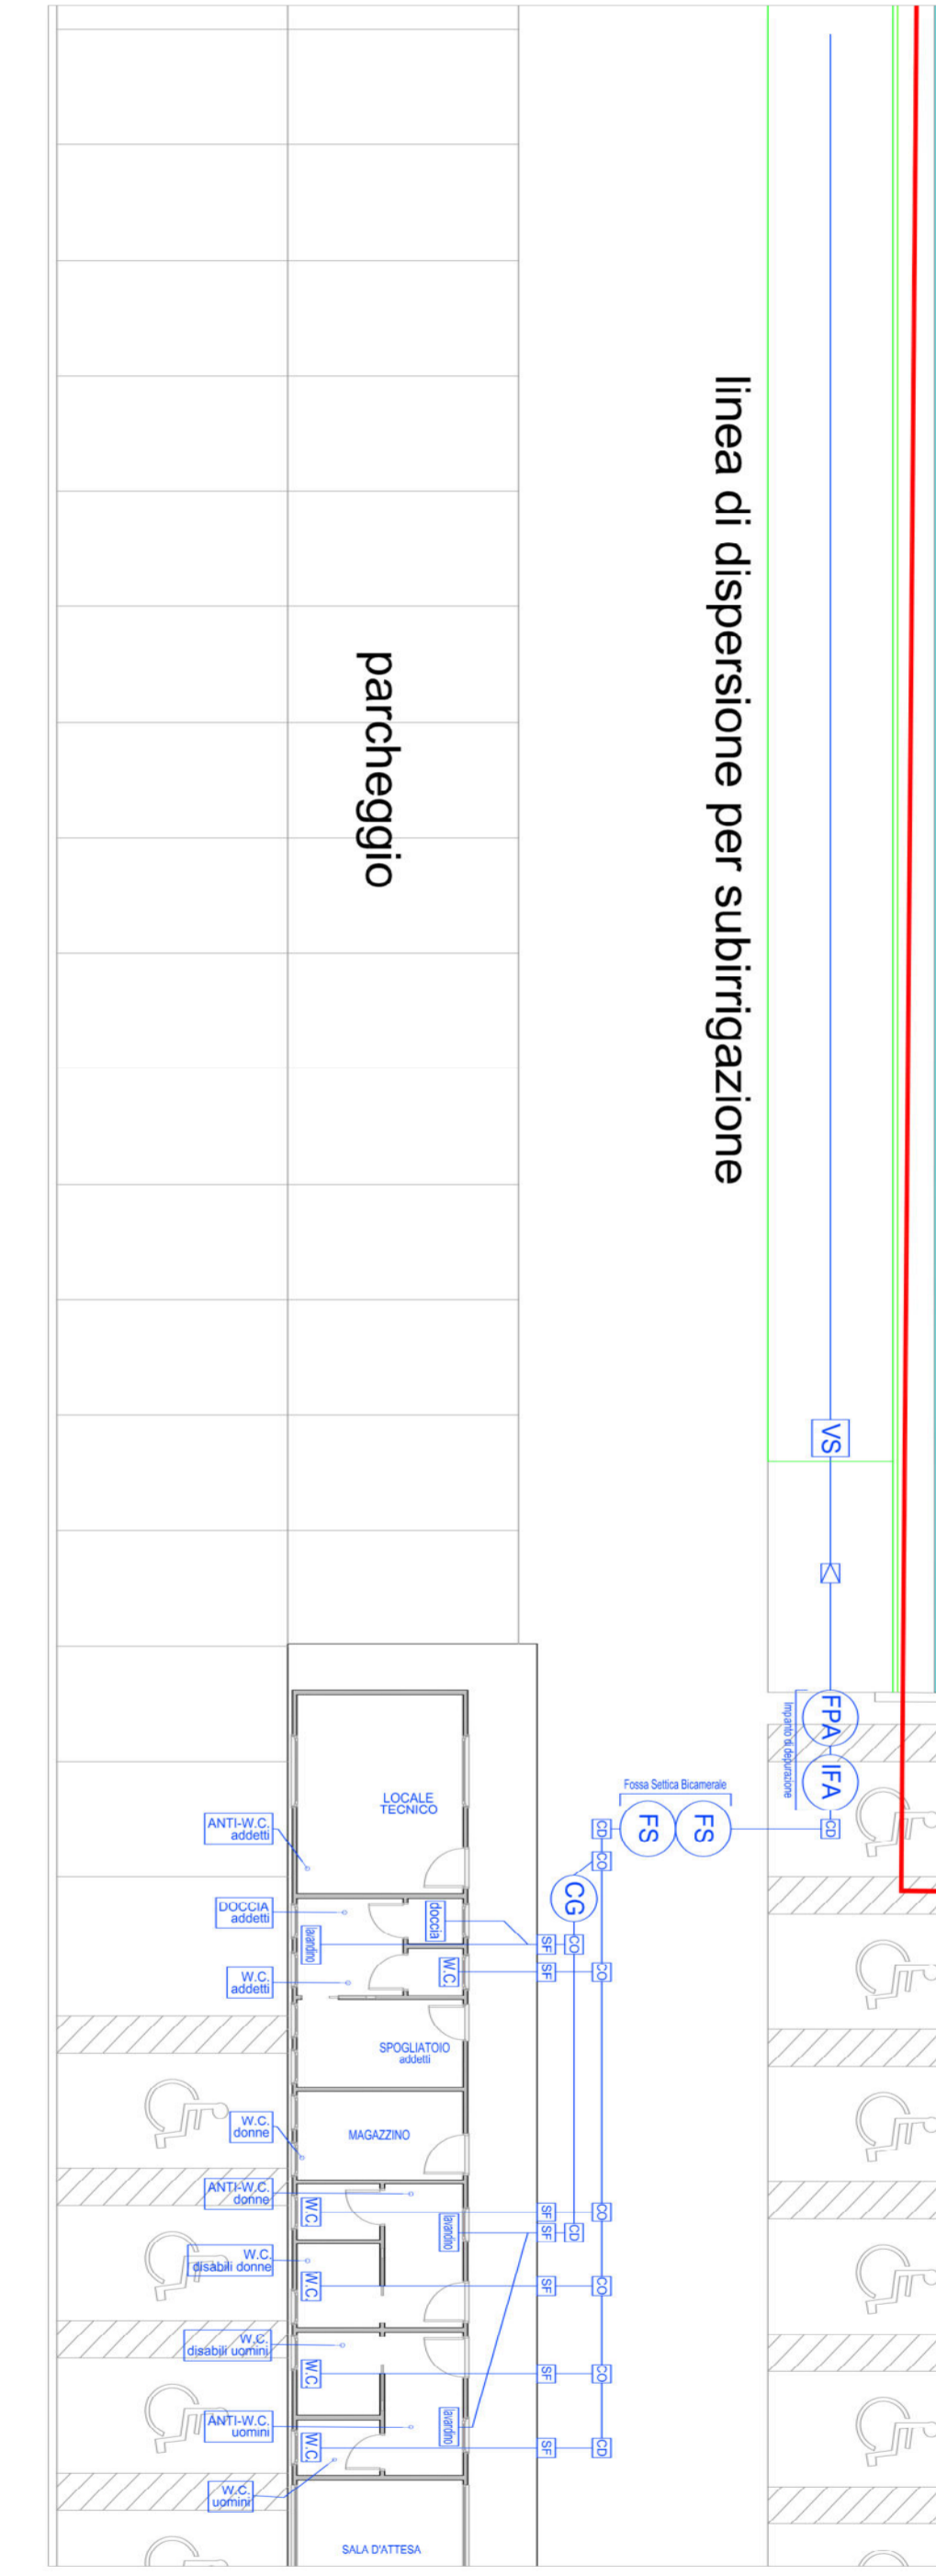 linea di dispersione per subirrigazione
parcheggio
VS
FPA
IFA
Impianto di depurazione
CD
Fossa Settica Bicamerale
FS
FS
CD
CO
CG
LOCALE
TECNICO
ANTI-W.C.
addetti
DOCCIA
addetti
lavandino
doccia
SF
CO
W.C.
addetti
W.C.
SF
CO
SPOGLIATOIO
addetti
MAGAZZINO
W.C.
donne
ANTI-W.C.
donne
W.C.
lavandino
SF
CO
SF
CD
W.C.
disabili donne
W.C.
SF
CO
W.C.
disabili uomini
W.C.
SF
CO
ANTI-W.C.
uomini
lavandino
W.C.
SF
CD
W.C.
uomini
SALA D'ATTESA